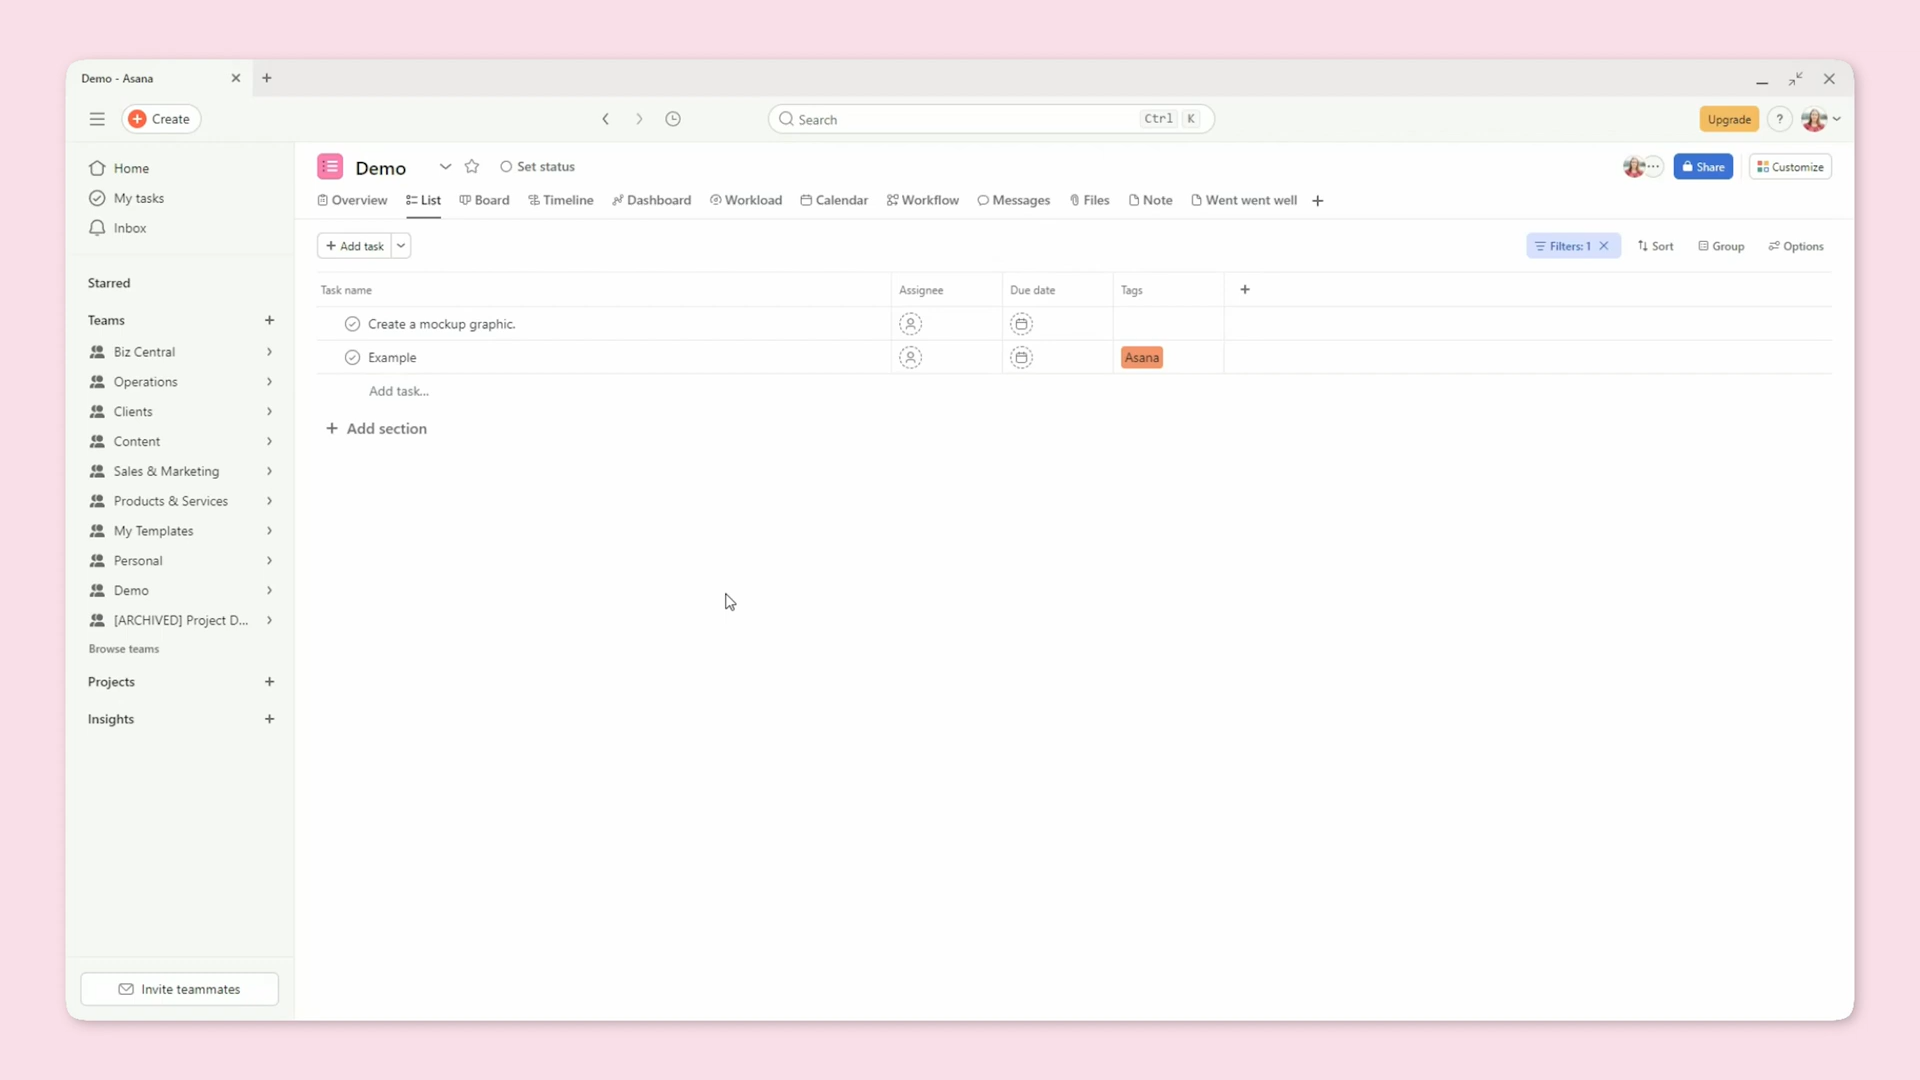 Demo - Asana
Create
Search Ctrl K
Upgrade ?
Home
My tasks
Inbox
Starred
Teams
Biz Central
Operations
Clients
Content
Sales & Marketing
Products & Services
My Templates
Personal
Demo
[ARCHIVED] Project D...
Browse teams
Projects
Insights
Invite teammates
Demo Set status
Share Customize
Overview List Board Timeline Dashboard Workload Calendar Workflow Messages Files Note Went went well
+ Add task
Filters: 1 Sort Group Options
Task name Assignee Due date Tags
Create a mockup graphic.
Example Asana
Add task...
+ Add section